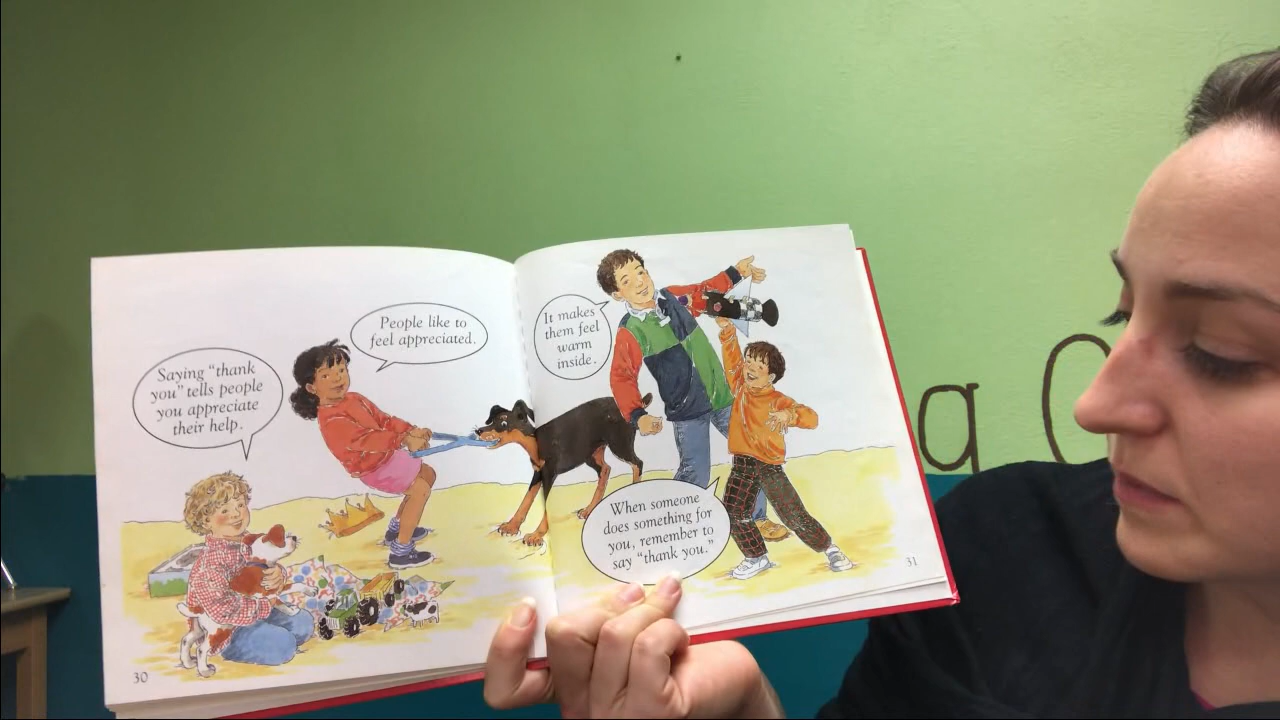 Saying "thank
you" tells people
you appreciate
their help.
People like to
feel appreciated.
It makes
them feel
warm
inside.
When someone
does something for
you, remember to
say "thank you."
30
31
a